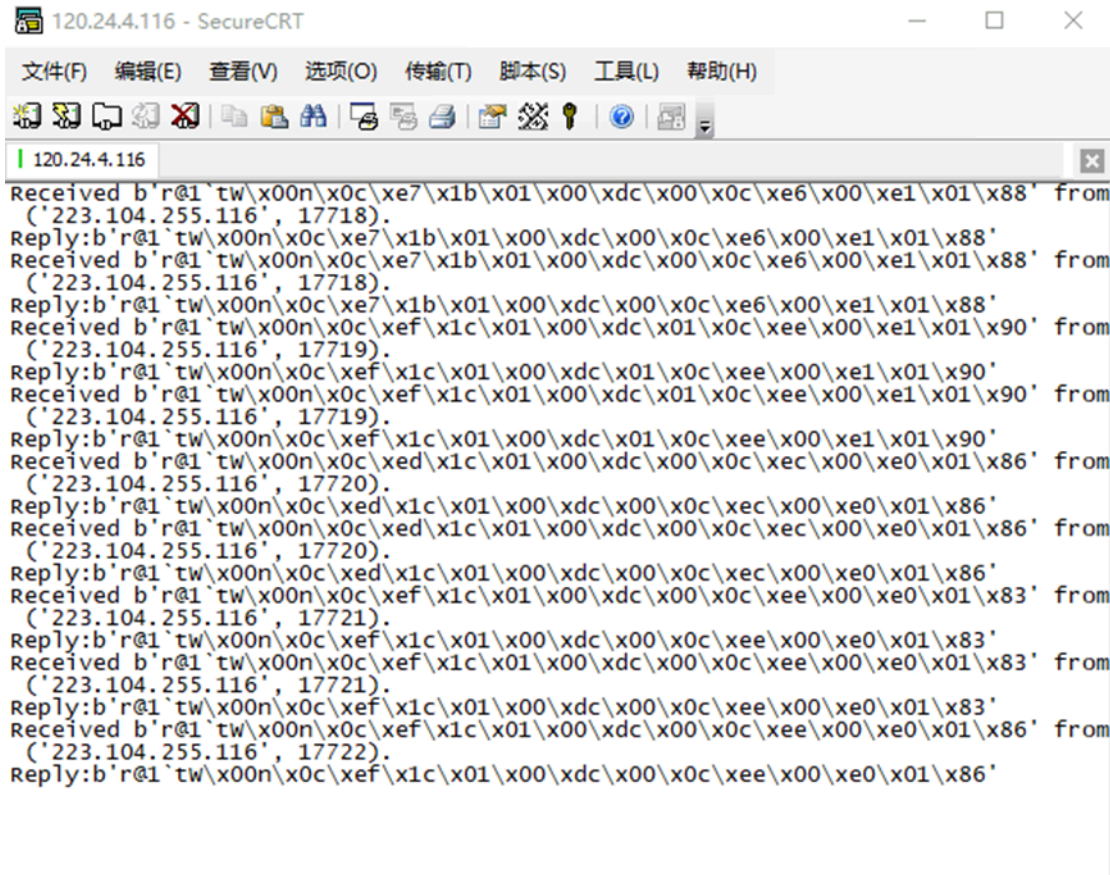 120.24.4.116 - SecureCRT
文件(F) 编辑(E) 查看(V) 选项(O) 传输(T) 脚本(S) 工具(L) 帮助(H)
120.24.4.116
Received b'r@1`tW\x00n\x0c\xe7\x1b\x01\x00\xdc\x00\x0c\xe6\x00\xe1\x01\x88' from
 ('223.104.255.116', 17718).
Reply:b'r@1`tW\x00n\x0c\xe7\x1b\x01\x00\xdc\x00\x0c\xe6\x00\xe1\x01\x88'
Received b'r@1`tW\x00n\x0c\xe7\x1b\x01\x00\xdc\x00\x0c\xe6\x00\xe1\x01\x88' from
 ('223.104.255.116', 17718).
Reply:b'r@1`tW\x00n\x0c\xe7\x1b\x01\x00\xdc\x00\x0c\xe6\x00\xe1\x01\x88'
Received b'r@1`tW\x00n\x0c\xef\x1c\x01\x00\xdc\x01\x0c\xee\x00\xe1\x01\x90' from
 ('223.104.255.116', 17719).
Reply:b'r@1`tW\x00n\x0c\xef\x1c\x01\x00\xdc\x01\x0c\xee\x00\xe1\x01\x90'
Received b'r@1`tW\x00n\x0c\xef\x1c\x01\x00\xdc\x01\x0c\xee\x00\xe1\x01\x90' from
 ('223.104.255.116', 17719).
Reply:b'r@1`tW\x00n\x0c\xef\x1c\x01\x00\xdc\x01\x0c\xee\x00\xe1\x01\x90'
Received b'r@1`tW\x00n\x0c\xed\x1c\x01\x00\xdc\x00\x0c\xec\x00\xe0\x01\x86' from
 ('223.104.255.116', 17720).
Reply:b'r@1`tW\x00n\x0c\xed\x1c\x01\x00\xdc\x00\x0c\xec\x00\xe0\x01\x86'
Received b'r@1`tW\x00n\x0c\xed\x1c\x01\x00\xdc\x00\x0c\xec\x00\xe0\x01\x86' from
 ('223.104.255.116', 17720).
Reply:b'r@1`tW\x00n\x0c\xed\x1c\x01\x00\xdc\x00\x0c\xec\x00\xe0\x01\x86'
Received b'r@1`tW\x00n\x0c\xef\x1c\x01\x00\xdc\x00\x0c\xee\x00\xe0\x01\x83' from
 ('223.104.255.116', 17721).
Reply:b'r@1`tW\x00n\x0c\xef\x1c\x01\x00\xdc\x00\x0c\xee\x00\xe0\x01\x83'
Received b'r@1`tW\x00n\x0c\xef\x1c\x01\x00\xdc\x00\x0c\xee\x00\xe0\x01\x83' from
 ('223.104.255.116', 17721).
Reply:b'r@1`tW\x00n\x0c\xef\x1c\x01\x00\xdc\x00\x0c\xee\x00\xe0\x01\x83'
Received b'r@1`tW\x00n\x0c\xef\x1c\x01\x00\xdc\x00\x0c\xee\x00\xe0\x01\x86' from
 ('223.104.255.116', 17722).
Reply:b'r@1`tW\x00n\x0c\xef\x1c\x01\x00\xdc\x00\x0c\xee\x00\xe0\x01\x86'